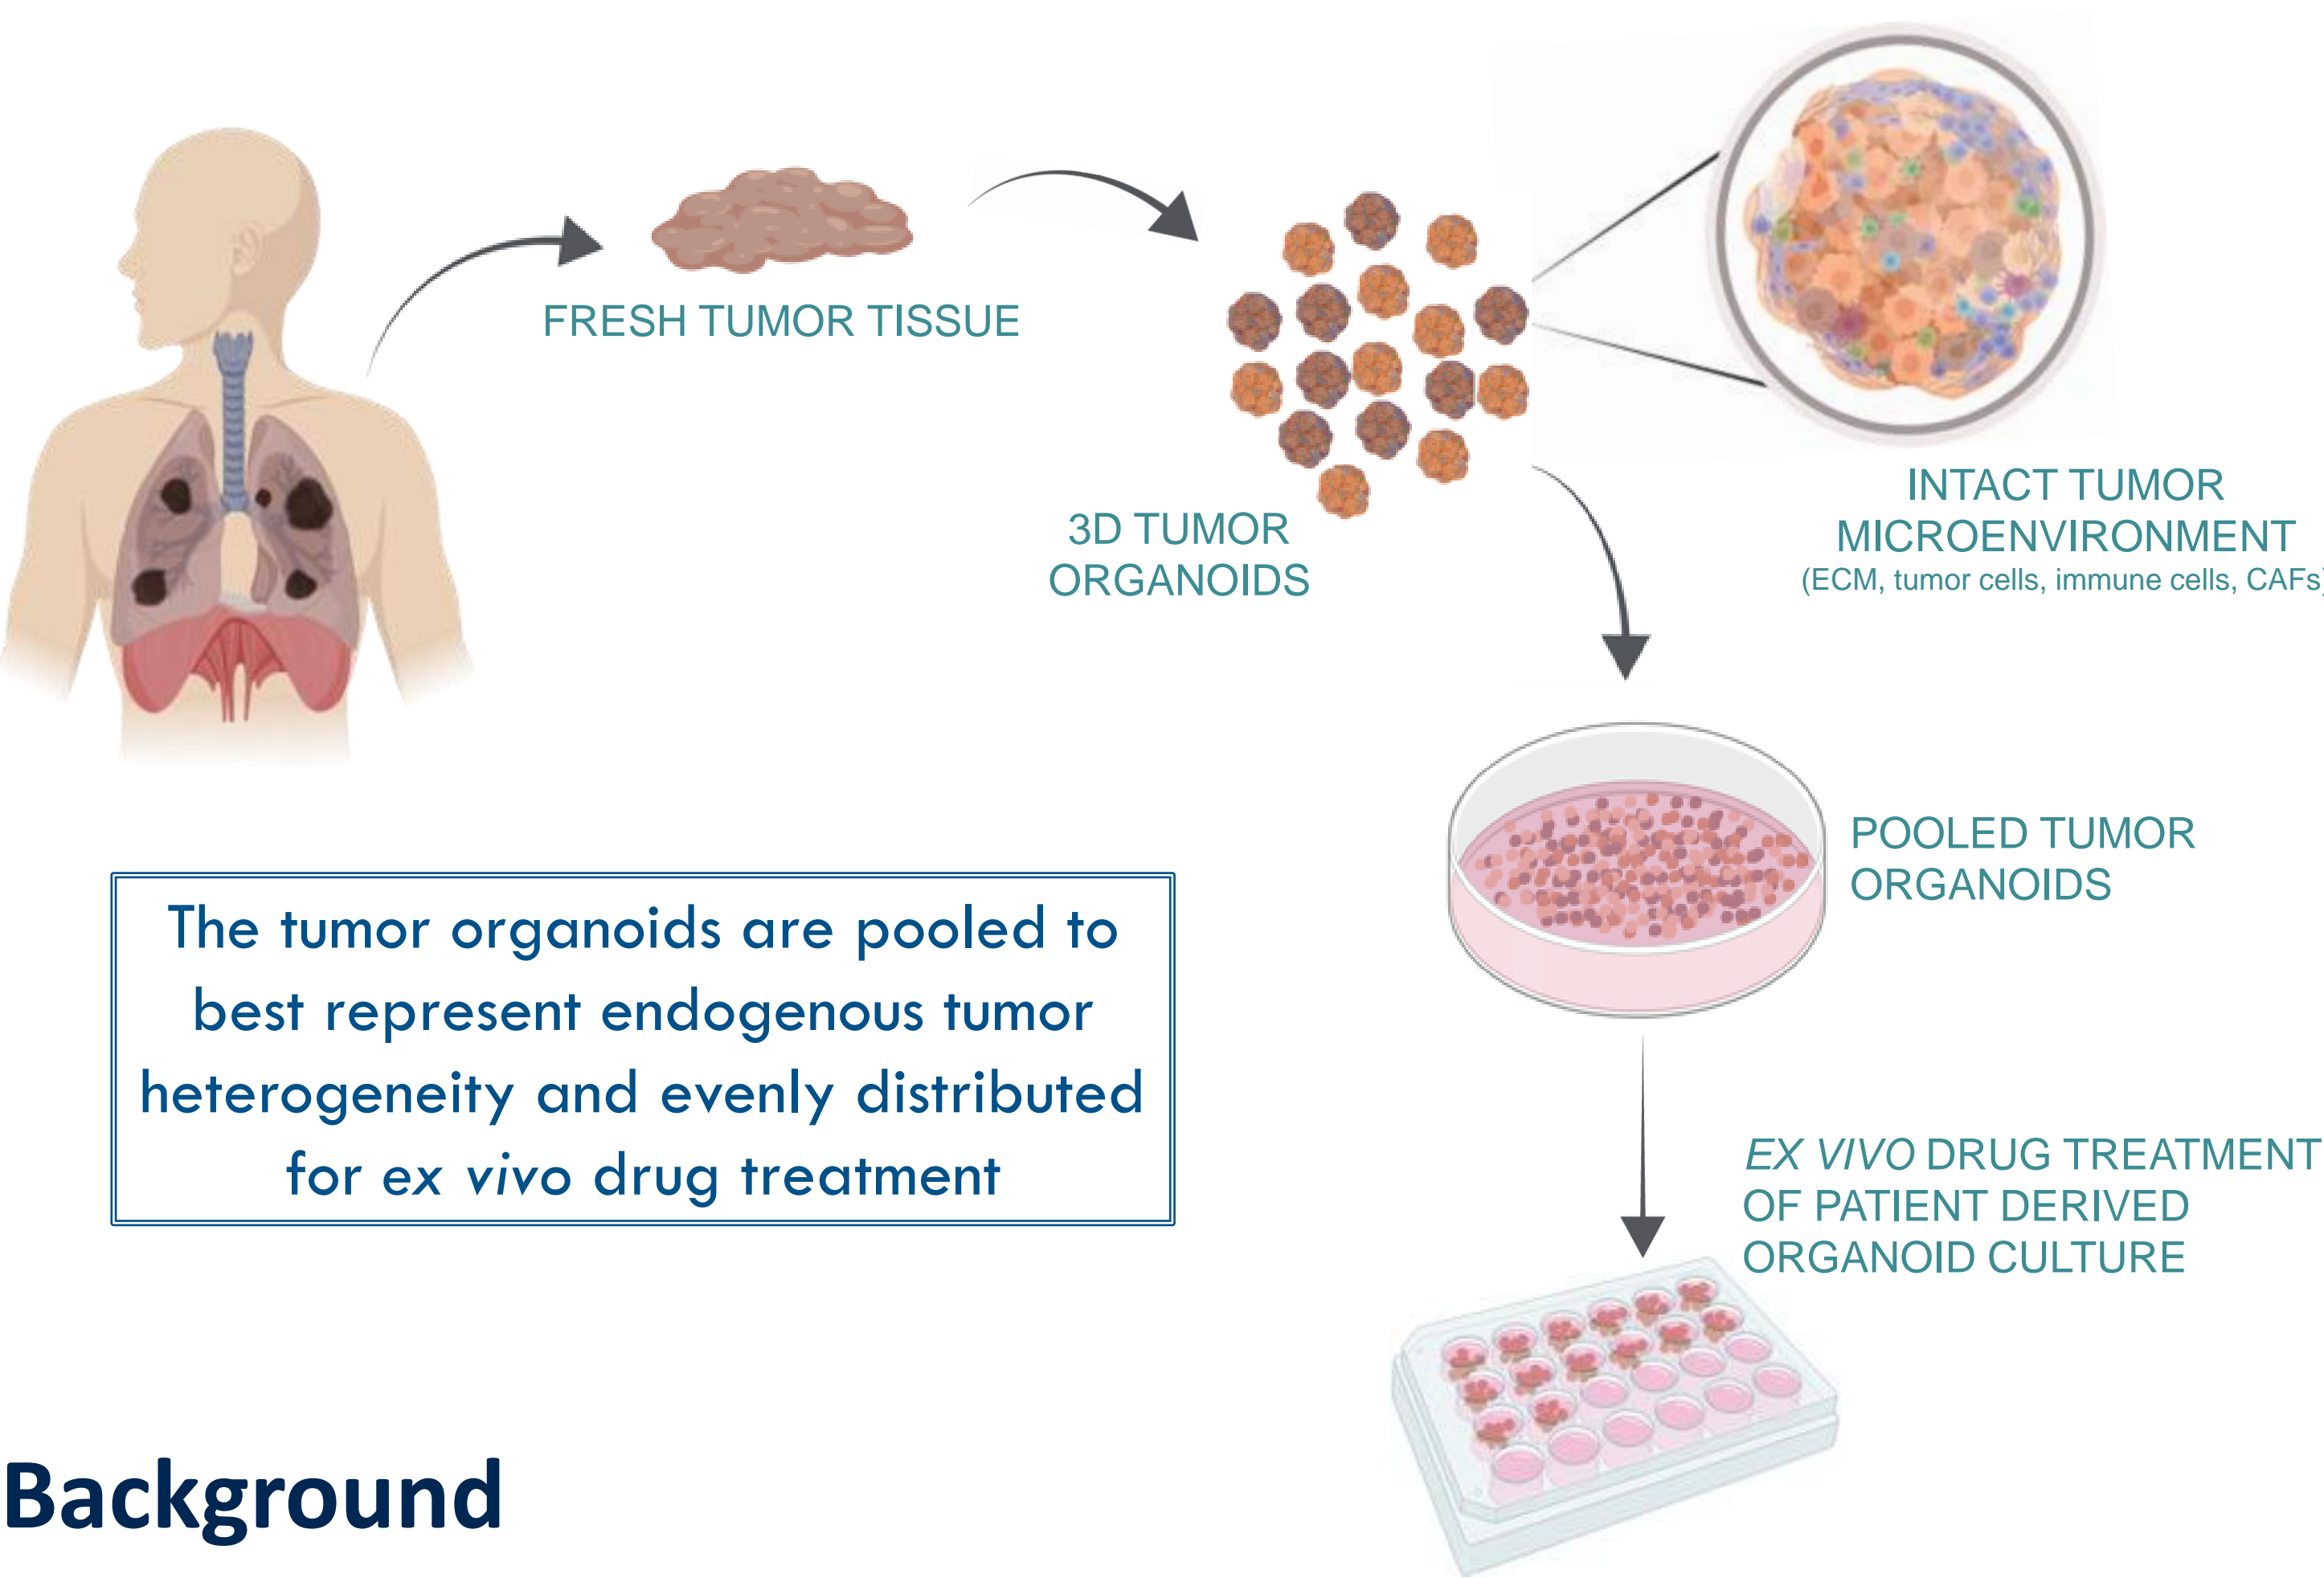 FRESH TUMOR TISSUE
3D TUMOR
ORGANOIDS
INTACT TUMOR
MICROENVIRONMENT
(ECM, tumor cells, immune cells, CAFs)
POOLED TUMOR
ORGANOIDS
The tumor organoids are pooled to
best represent endogenous tumor
heterogeneity and evenly distributed
for ex vivo drug treatment
EX VIVO DRUG TREATMENT
OF PATIENT DERIVED
ORGANOID CULTURE
Background